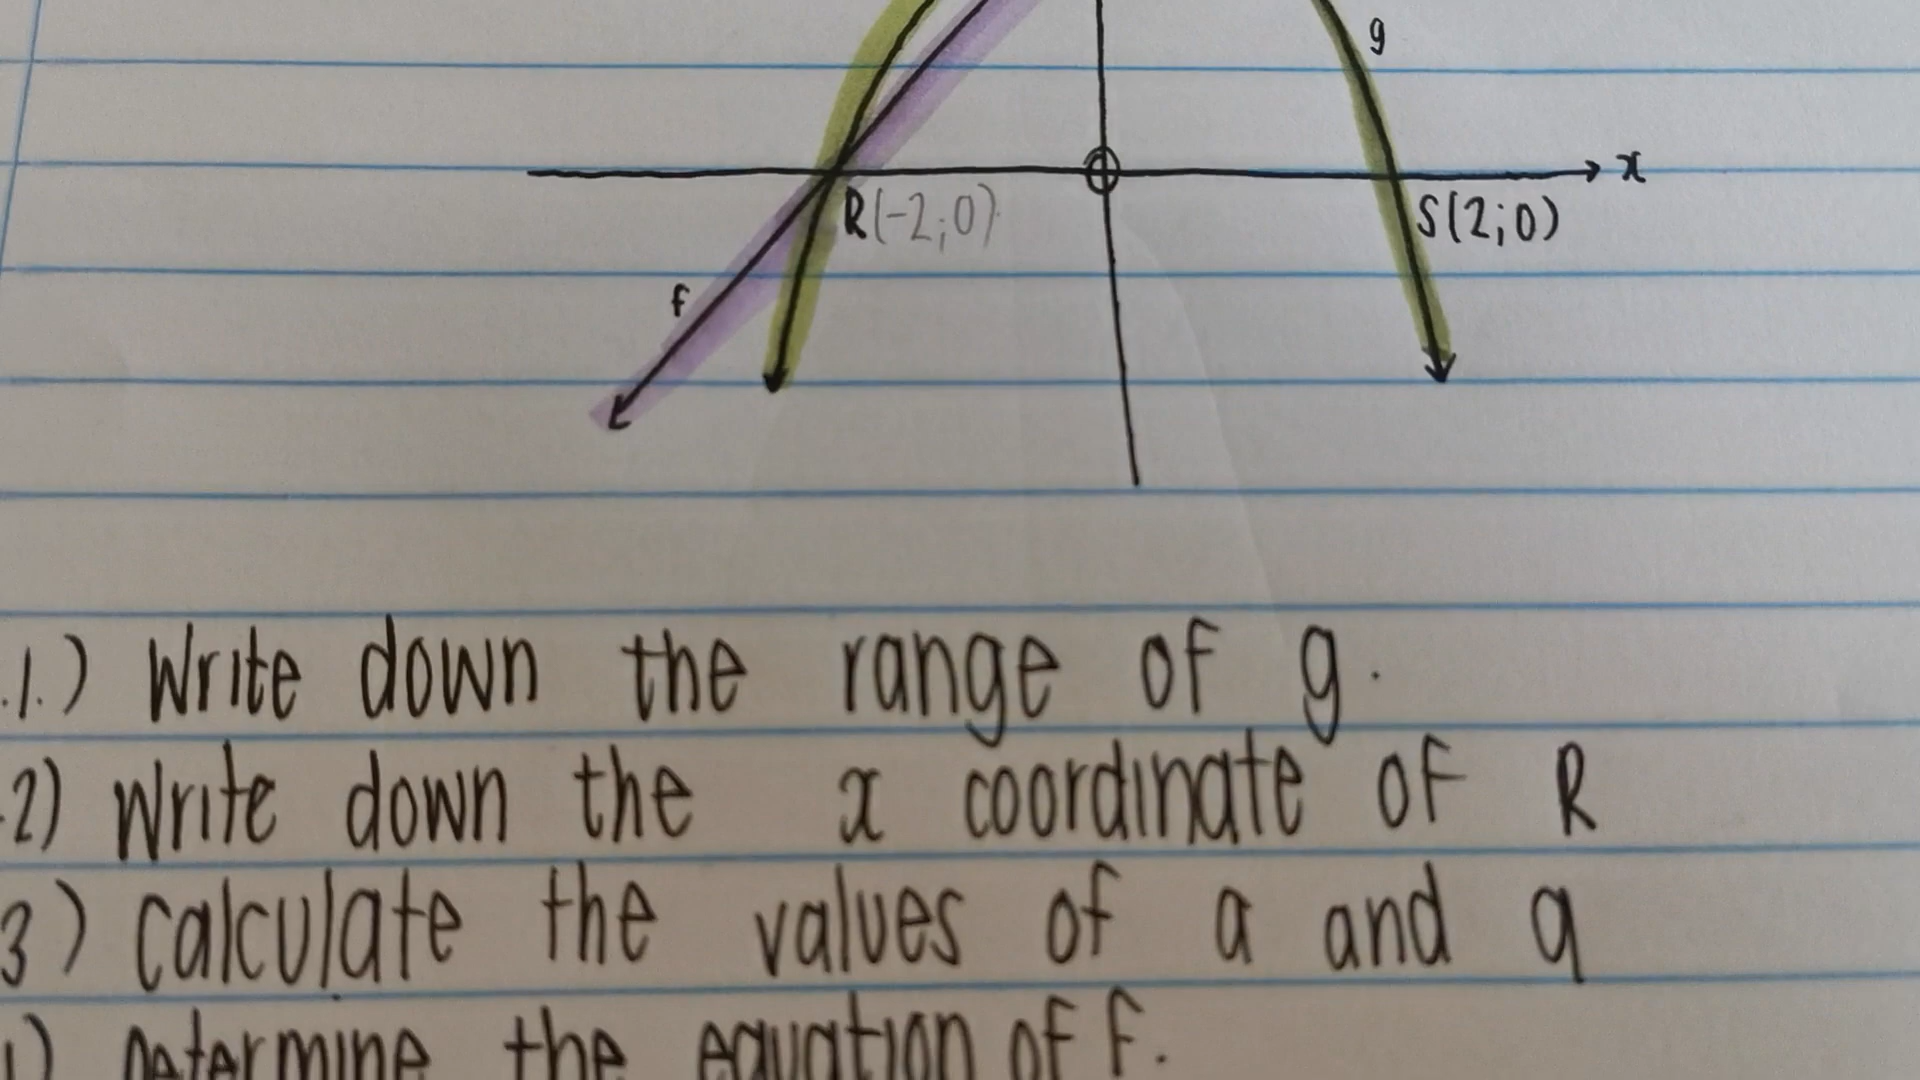 g
x
R(-2;0)
S(2;0)
f
.1.) Write down the range of g.
.2) Write down the x coordinate of R
3) Calculate the values of a and q
) Determine the equation of f.